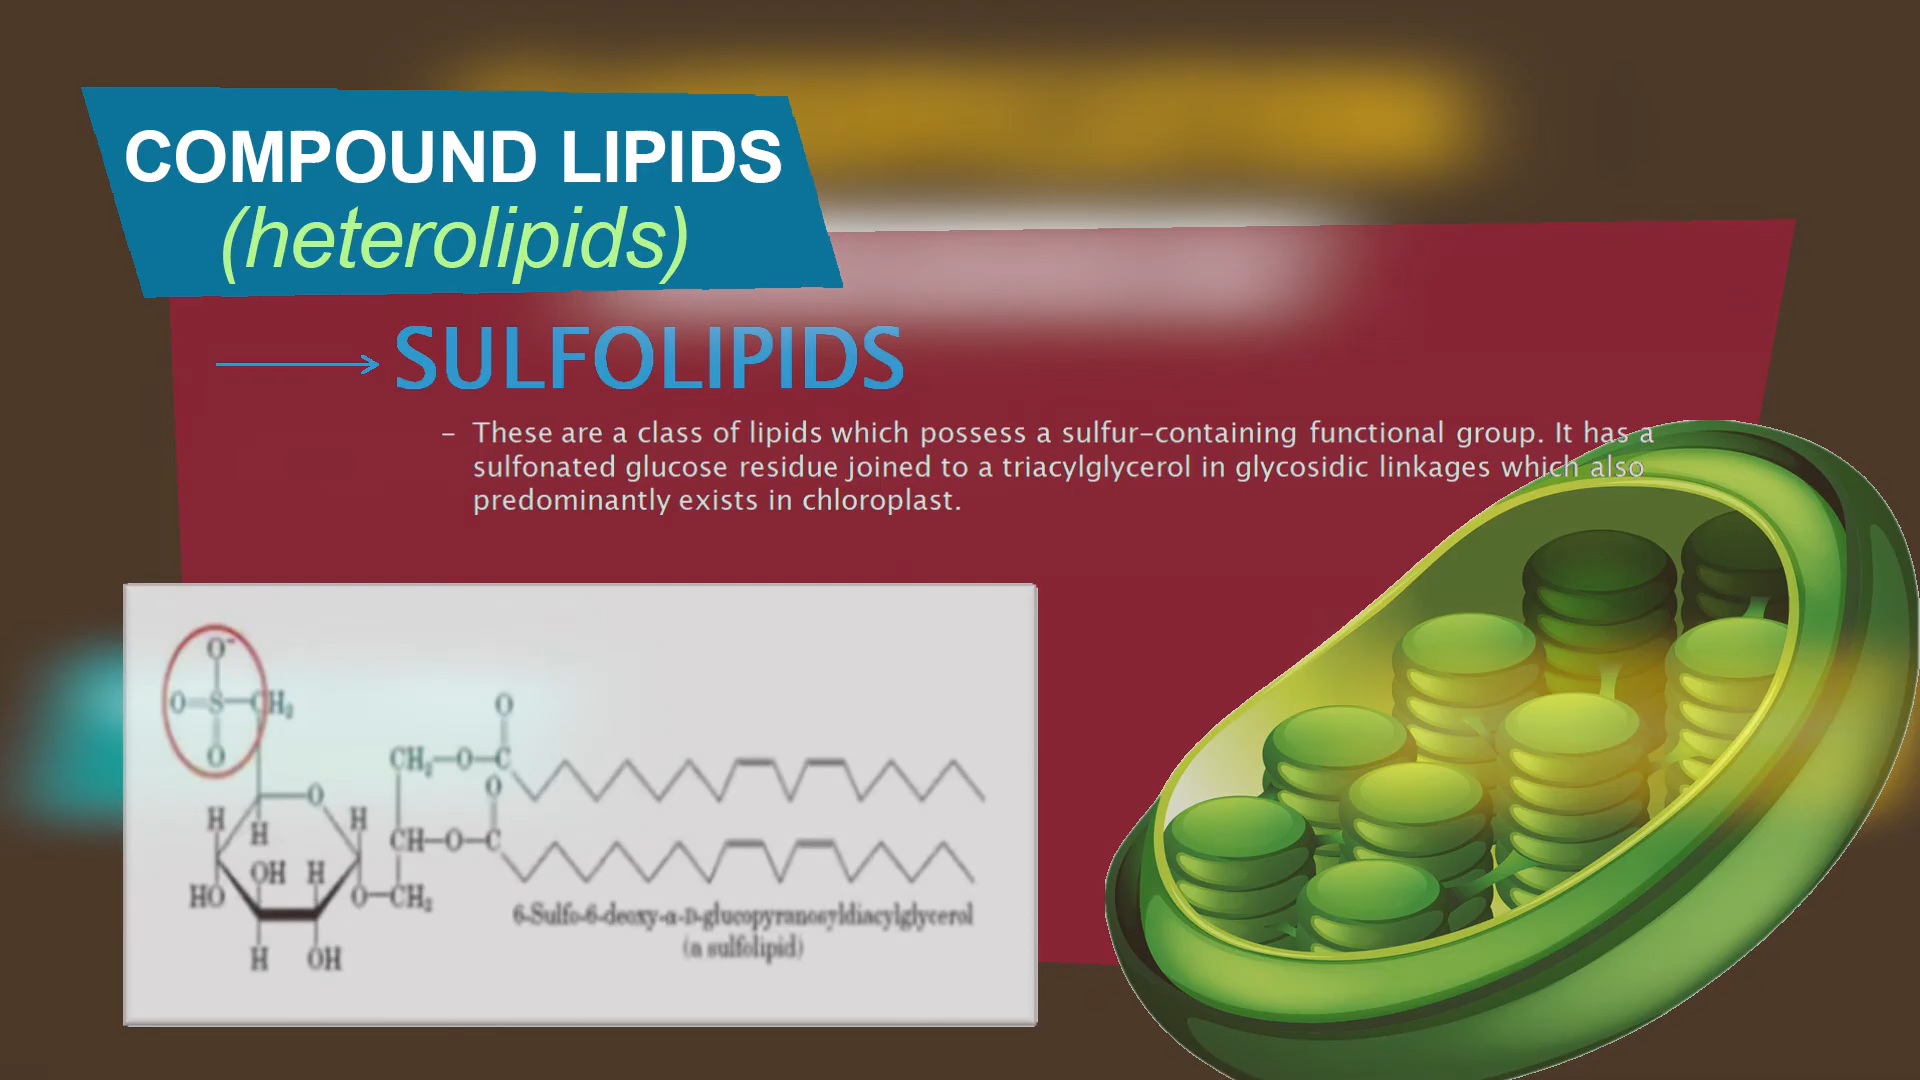 COMPOUND LIPIDS
(heterolipids)
SULFOLIPIDS
– These are a class of lipids which possess a sulfur-containing functional group. It has a
sulfonated glucose residue joined to a triacylglycerol in glycosidic linkages which also
predominantly exists in chloroplast.
O⁻
O S CH₂
O
O
CH₂ O C
O
O
H H
H
CH O C
OH H
HO
O CH₂
6-Sulfo-6-deoxy-α-D-glucopyranosyldiacylglycerol
(a sulfolipid)
H OH